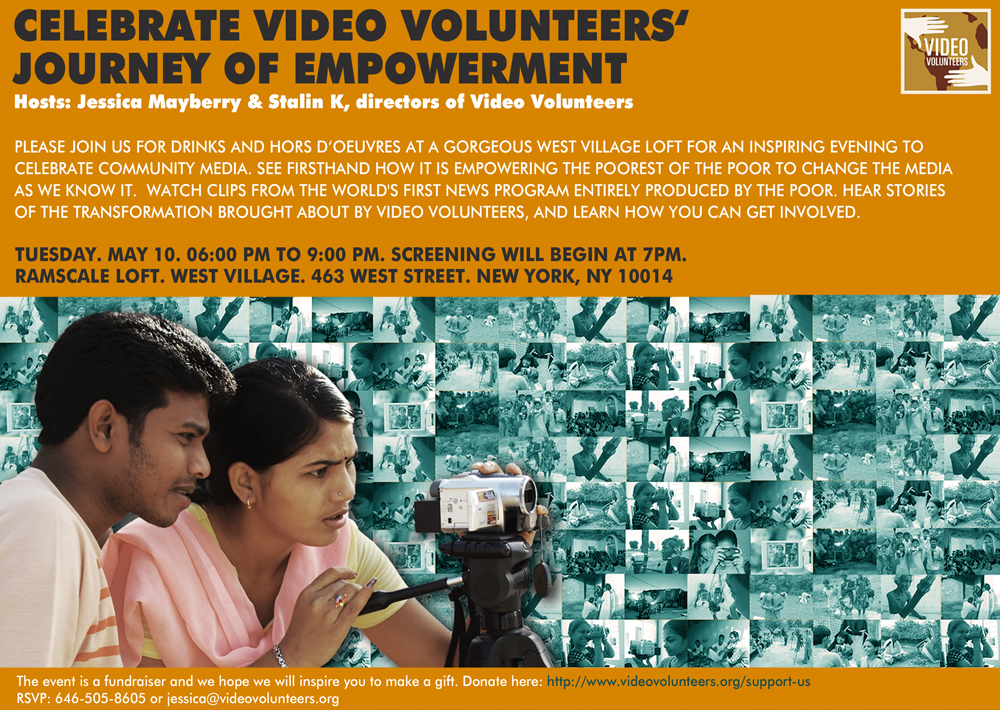 CELEBRATE VIDEO VOLUNTEERS‘
JOURNEY OF EMPOWERMENT
Hosts: Jessica Mayberry & Stalin K, directors of Video Volunteers
VIDEO
VOLUNTEERS
PLEASE JOIN US FOR DRINKS AND HORS D’OEUVRES AT A GORGEOUS WEST VILLAGE LOFT FOR AN INSPIRING EVENING TO
CELEBRATE COMMUNITY MEDIA. SEE FIRSTHAND HOW IT IS EMPOWERING THE POOREST OF THE POOR TO CHANGE THE MEDIA
AS WE KNOW IT. WATCH CLIPS FROM THE WORLD'S FIRST NEWS PROGRAM ENTIRELY PRODUCED BY THE POOR. HEAR STORIES
OF THE TRANSFORMATION BROUGHT ABOUT BY VIDEO VOLUNTEERS, AND LEARN HOW YOU CAN GET INVOLVED.
TUESDAY. MAY 10. 06:00 PM TO 9:00 PM. SCREENING WILL BEGIN AT 7PM.
RAMSCALE LOFT. WEST VILLAGE. 463 WEST STREET. NEW YORK, NY 10014
The event is a fundraiser and we hope we will inspire you to make a gift. Donate here: http://www.videovolunteers.org/support-us
RSVP: 646-505-8605 or jessica@videovolunteers.org